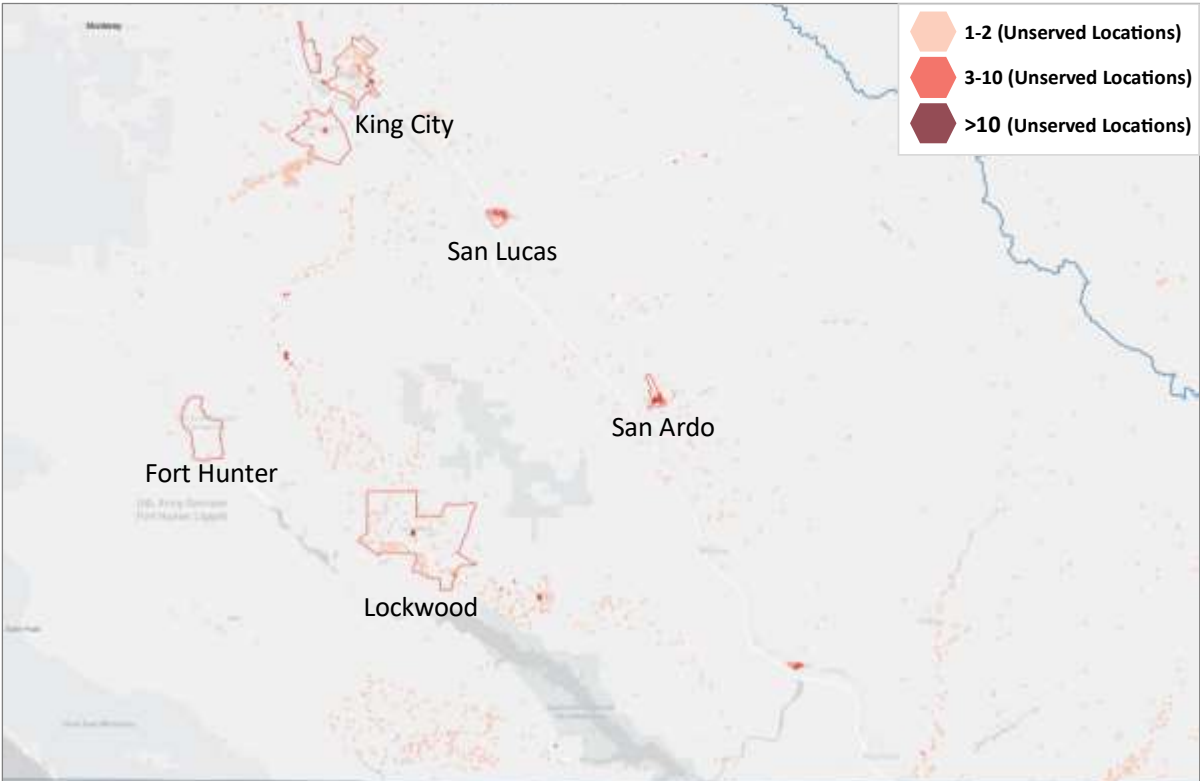 Monterey
1-2 (Unserved Locations)
3-10 (Unserved Locations)
>10 (Unserved Locations)
King City
San Lucas
San Ardo
Fort Hunter
Lockwood